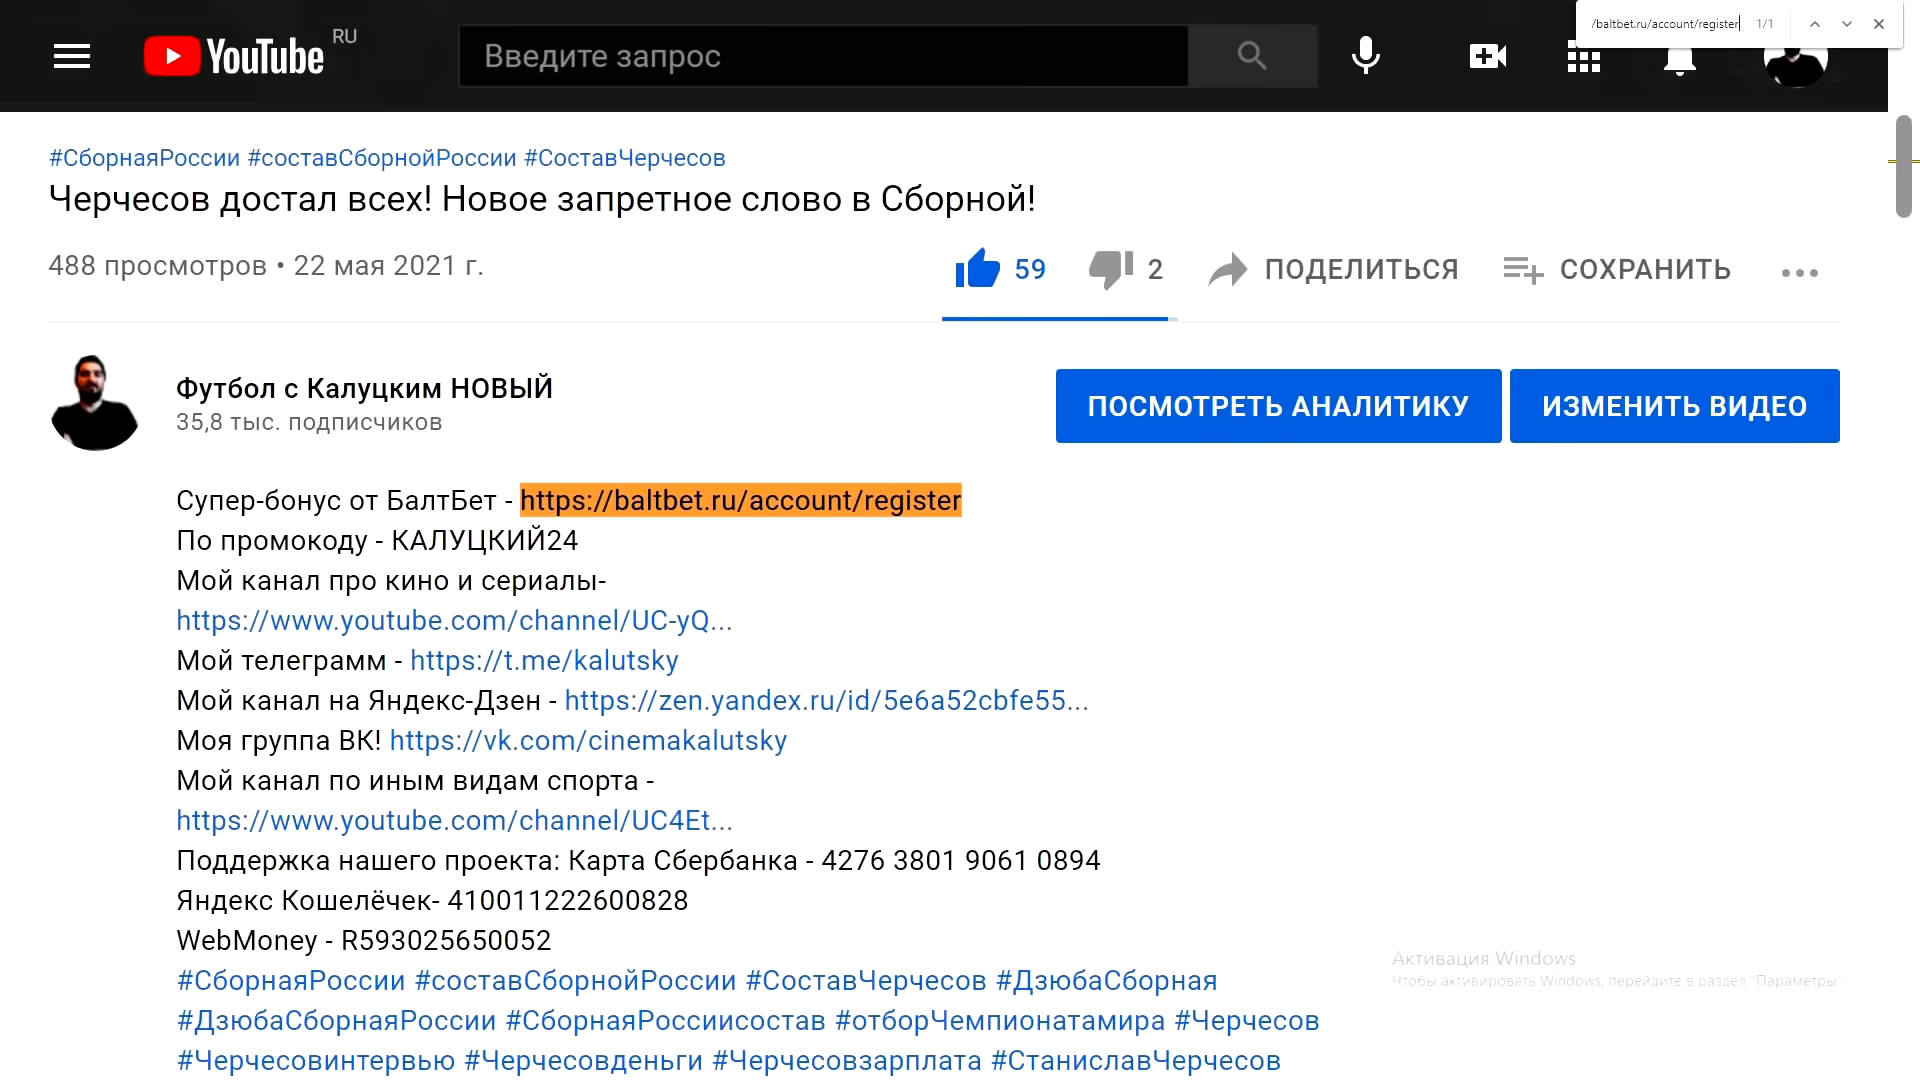 /baltbet.ru/account/register 1/1
YouTube RU
Введите запрос
#СборнаяРоссии #составСборнойРоссии #СоставЧерчесов
Черчесов достал всех! Новое запретное слово в Сборной!
488 просмотров • 22 мая 2021 г.
59 2 ПОДЕЛИТЬСЯ СОХРАНИТЬ
Футбол с Калуцким НОВЫЙ
35,8 тыс. подписчиков
ПОСМОТРЕТЬ АНАЛИТИКУ ИЗМЕНИТЬ ВИДЕО
Супер-бонус от БалтБет - https://baltbet.ru/account/register
По промокоду - КАЛУЦКИЙ24
Мой канал про кино и сериалы-
https://www.youtube.com/channel/UC-yQ...
Мой телеграмм - https://t.me/kalutsky
Мой канал на Яндекс-Дзен - https://zen.yandex.ru/id/5e6a52cbfe55...
Моя группа ВК! https://vk.com/cinemakalutsky
Мой канал по иным видам спорта -
https://www.youtube.com/channel/UC4Et...
Поддержка нашего проекта: Карта Сбербанка - 4276 3801 9061 0894
Яндекс Кошелёчек- 410011222600828
WebMoney - R593025650052
Активация Windows
Чтобы активировать Windows, перейдите в раздел "Параметры".
#СборнаяРоссии #составСборнойРоссии #СоставЧерчесов #ДзюбаСборная
#ДзюбаСборнаяРоссии #СборнаяРоссиисостав #отборЧемпионатамира #Черчесов
#Черчесовинтервью #Черчесовденьги #Черчесовзарплата #СтаниславЧерчесов